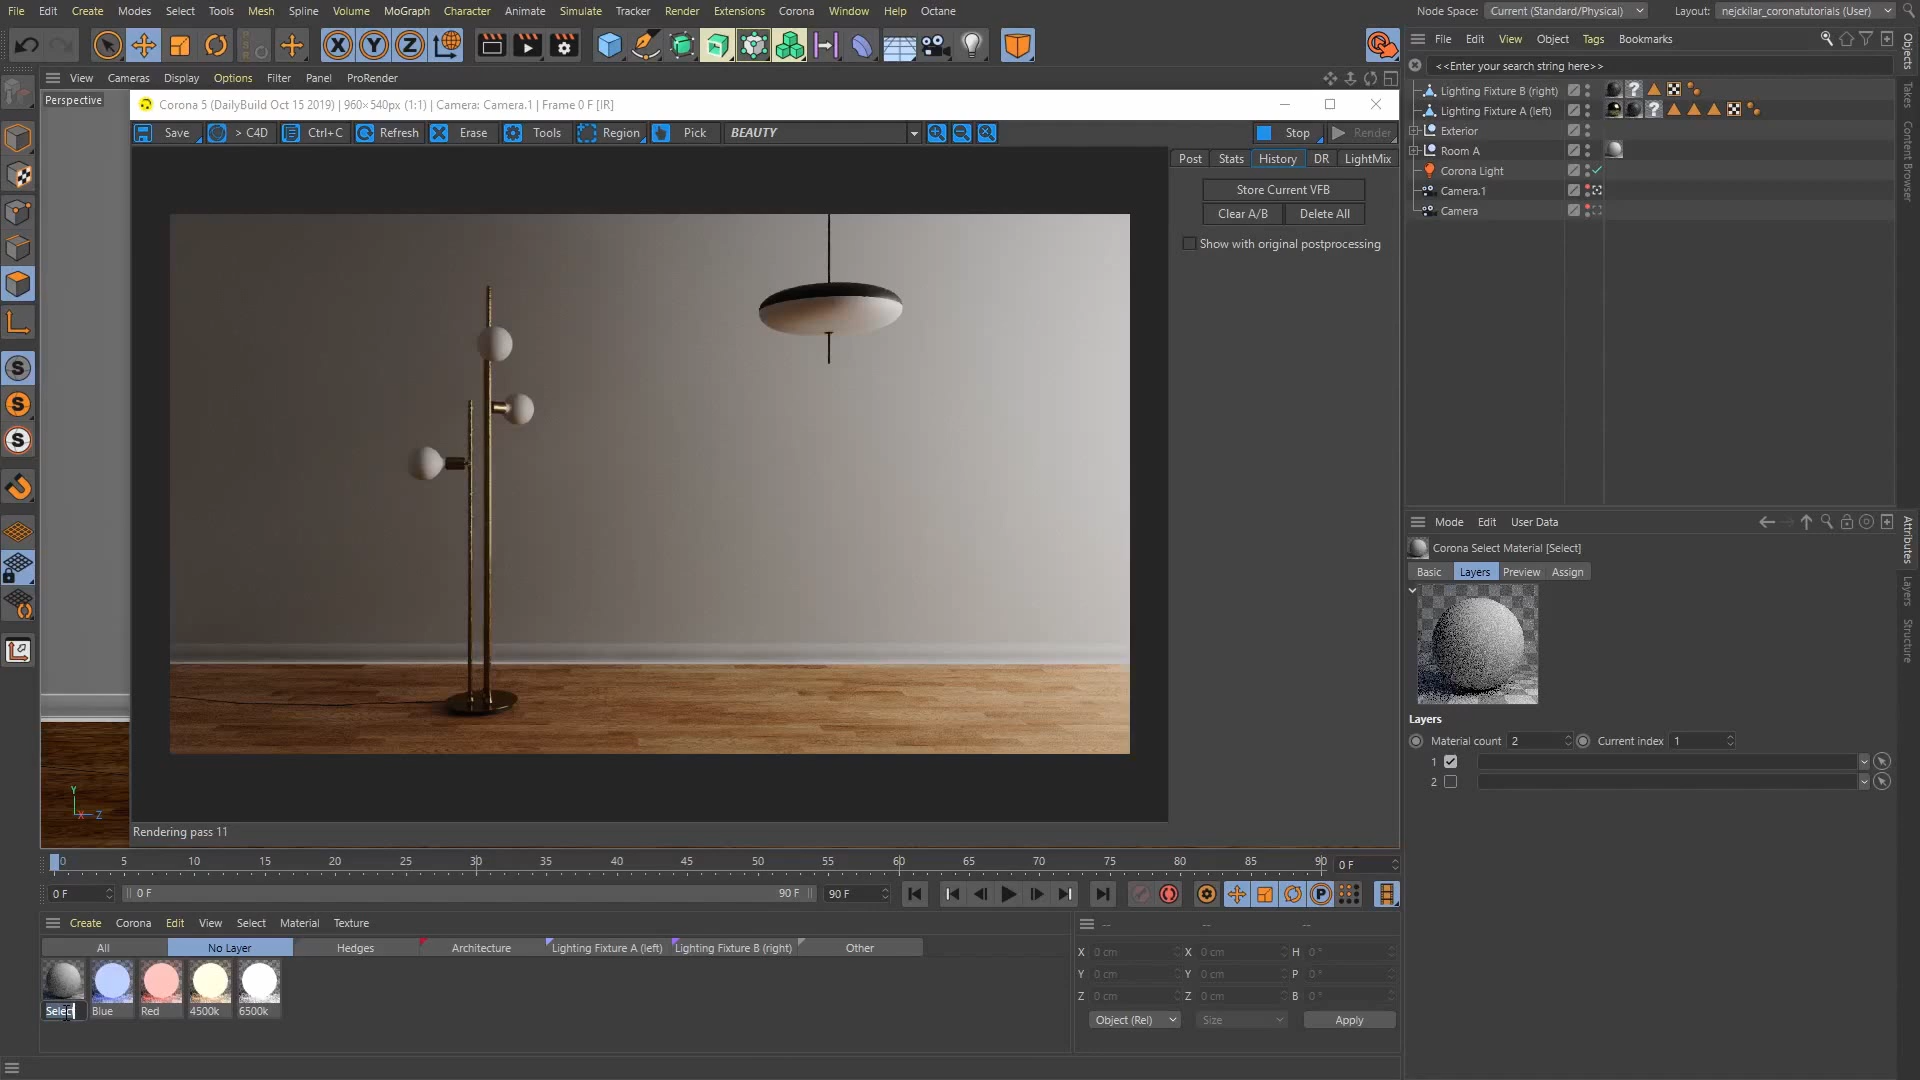 File Edit Create Modes Select Tools Mesh Spline Volume MoGraph Character Animate Simulate Tracker Render Extensions Corona Window Help Octane
Node Space: Current (Standard/Physical) Layout: nejckilar_coronatutorials (User)
View Cameras Display Options Filter Panel ProRender
Perspective
Corona 5 (DailyBuild Oct 15 2019) | 960×540px (1:1) | Camera: Camera.1 | Frame 0 F [IR]
Save > C4D Ctrl+C Refresh Erase Tools Region Pick BEAUTY Stop Render
Post Stats History DR LightMix
Store Current VFB
Clear A/B Delete All
Show with original postprocessing
Y
X Z
Rendering pass 11
0 5 10 15 20 25 30 35 40 45 50 55 60 65 70 75 80 85 90 0 F
0 F 0 F 90 F 90 F
Create Corona Edit View Select Material Texture
All No Layer Hedges Architecture Lighting Fixture A (left) Lighting Fixture B (right) Other
Select Blue Red 4500k 6500k
-- -- --
X 0 cm X 0 cm H 0 °
Y 0 cm Y 0 cm P 0 °
Z 0 cm Z 0 cm B 0 °
Object (Rel) Size Apply
File Edit View Object Tags Bookmarks
<<Enter your search string here>>
Lighting Fixture B (right)
Lighting Fixture A (left)
Exterior
Room A
Corona Light
Camera.1
Camera
Mode Edit User Data
Corona Select Material [Select]
Basic Layers Preview Assign
Layers
Material count 2 Current index 1
1
2
Objects
Takes
Content Browser
Attributes
Layers
Structure